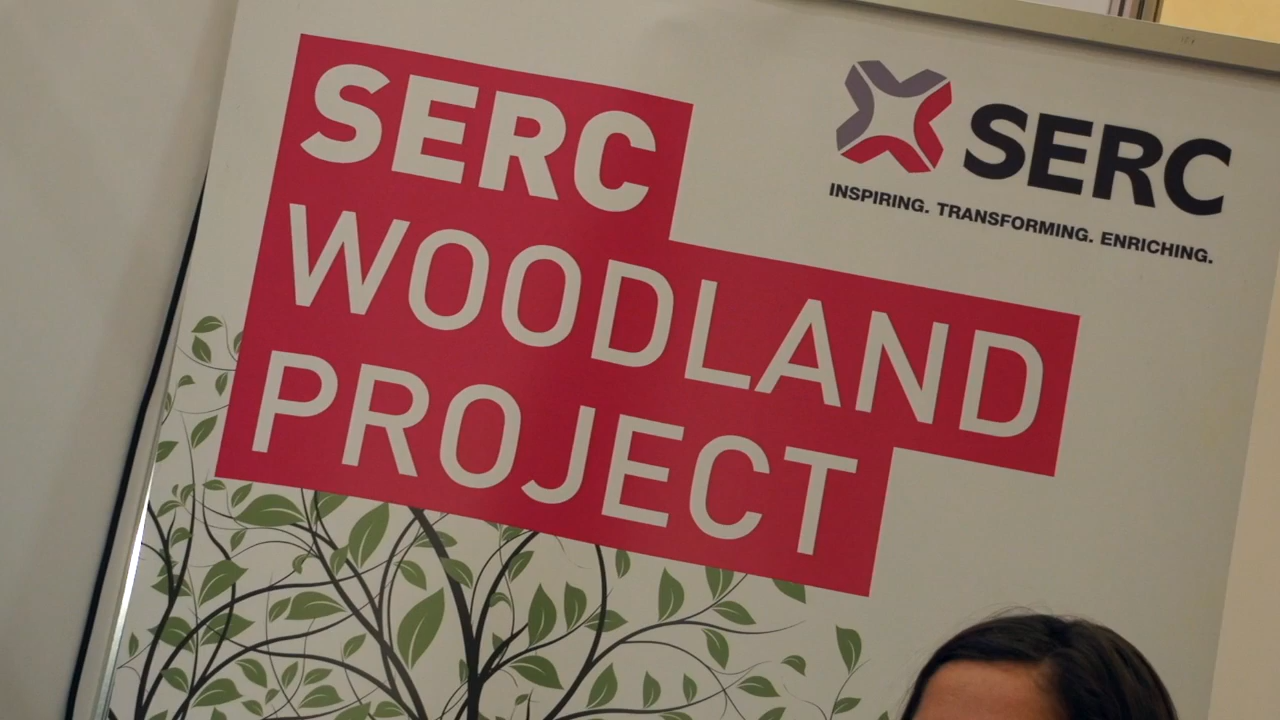 SERC
WOODLAND
PROJECT
SERC
INSPIRING. TRANSFORMING. ENRICHING.